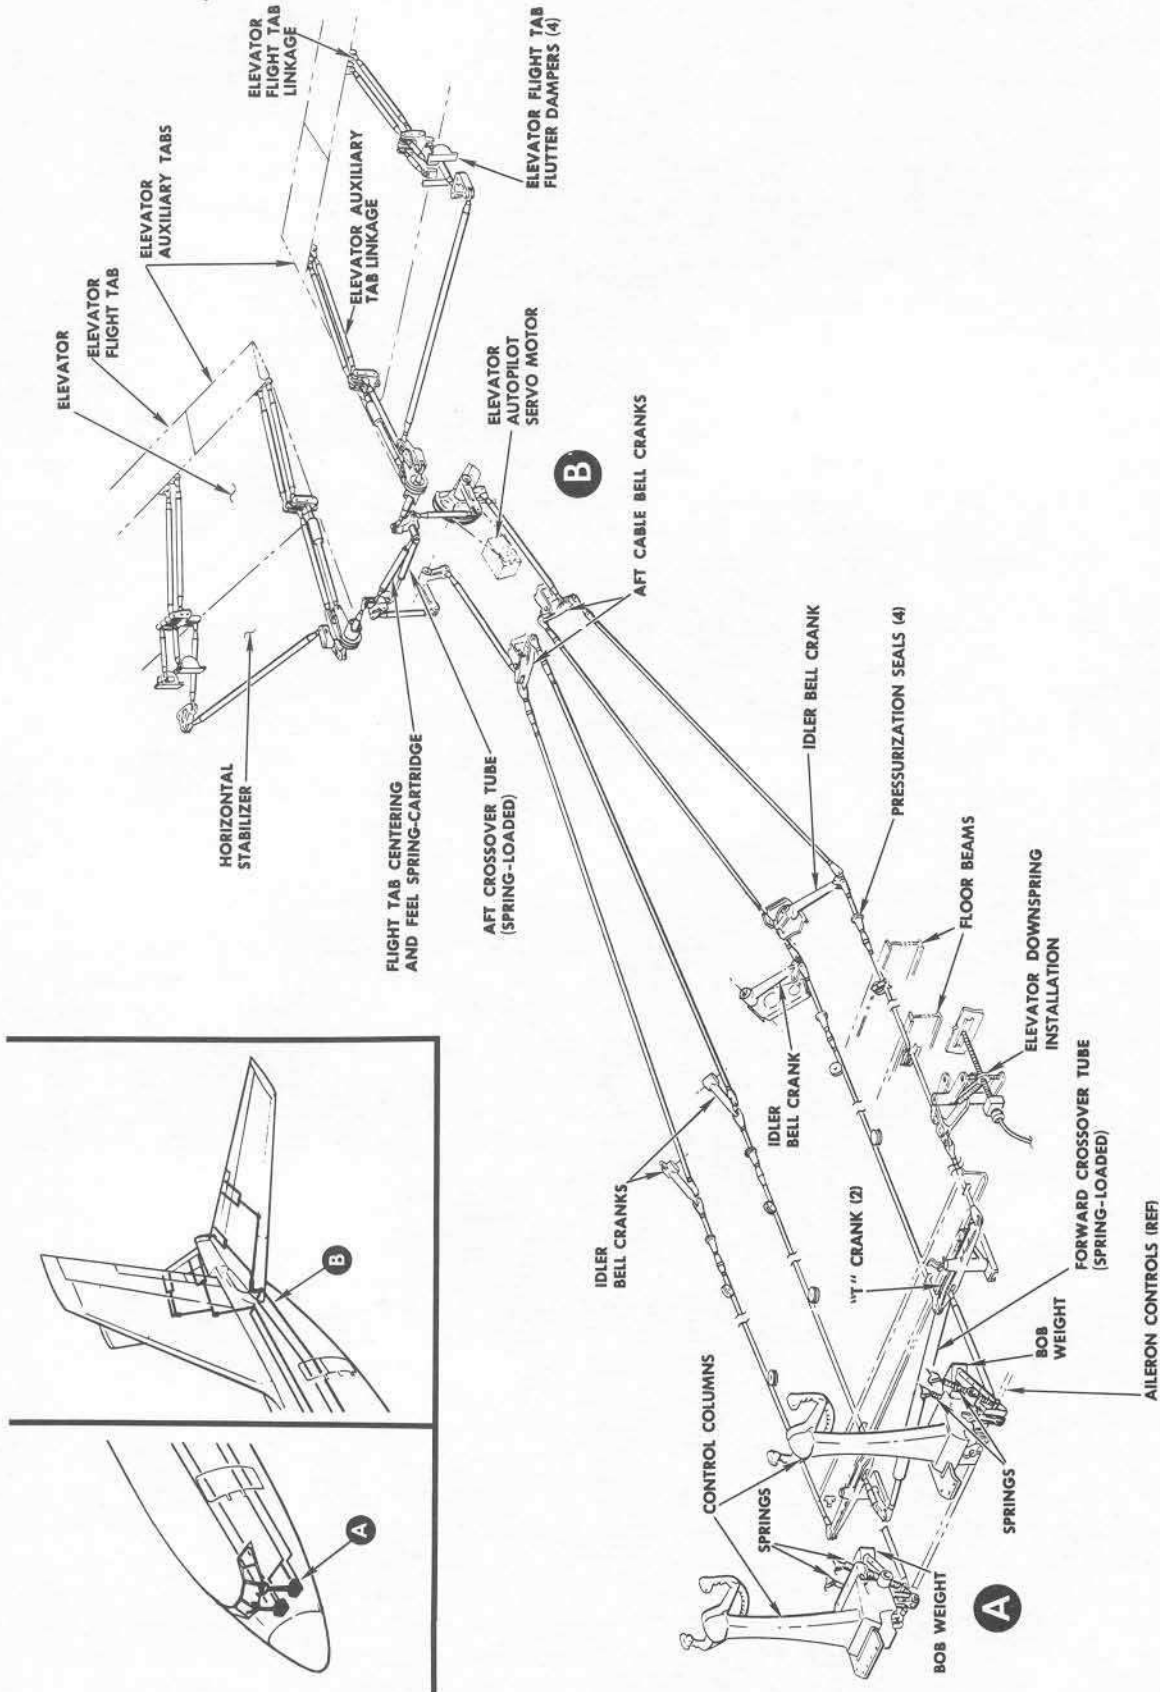 ELEVATOR
FLIGHT TAB
LINKAGE
ELEVATOR
AUXILIARY TABS
ELEVATOR
FLIGHT TAB
ELEVATOR
ELEVATOR AUXILIARY
TAB LINKAGE
ELEVATOR FLIGHT TAB
FLUTTER DAMPERS (4)
ELEVATOR
AUTOPILOT
SERVO MOTOR
B
AFT CABLE BELL CRANKS
HORIZONTAL
STABILIZER
FLIGHT TAB CENTERING
AND FEEL SPRING-CARTRIDGE
AFT CROSSOVER TUBE
(SPRING-LOADED)
IDLER BELL CRANK
PRESSURIZATION SEALS (4)
FLOOR BEAMS
ELEVATOR DOWNSPRING
INSTALLATION
IDLER
BELL CRANK
IDLER
BELL CRANKS
"T" CRANK (2)
FORWARD CROSSOVER TUBE
(SPRING-LOADED)
BOB
WEIGHT
AILERON CONTROLS (REF)
CONTROL COLUMNS
SPRINGS
SPRINGS
BOB WEIGHT
A
B
A